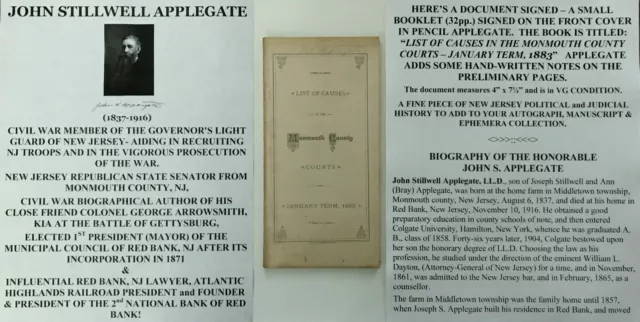 JOHN STILLWELL APPLEGATE
John S. Applegate
(1837-1916)
CIVIL WAR MEMBER OF THE GOVERNOR'S LIGHT
GUARD OF NEW JERSEY- AIDING IN RECRUITING
NJ TROOPS AND IN THE VIGOROUS PROSECUTION
OF THE WAR.
NEW JERSEY REPUBLICAN STATE SENATOR FROM
MONMOUTH COUNTY, NJ,
CIVIL WAR BIOGRAPHICAL AUTHOR OF HIS
CLOSE FRIEND COLONEL GEORGE ARROWSMITH,
KIA AT THE BATTLE OF GETTYSBURG,
ELECTED 1ST PRESIDENT (MAYOR) OF THE
MUNICIPAL COUNCIL OF RED BANK, NJ AFTER ITS
INCORPORATION IN 1871
&
INFLUENTIAL RED BANK, NJ LAWYER, ATLANTIC
HIGHLANDS RAILROAD PRESIDENT and FOUNDER
& PRESIDENT OF THE 2nd NATIONAL BANK OF RED
BANK!
LIST OF CAUSES
OF THE
Monmouth County
COURTS
JANUARY TERM, 1883
HERE'S A DOCUMENT SIGNED – A SMALL
BOOKLET (32pp.) SIGNED ON THE FRONT COVER
IN PENCIL APPLEGATE. THE BOOK IS TITLED:
"LIST OF CAUSES IN THE MONMOUTH COUNTY
COURTS – JANUARY TERM, 1883" APPLEGATE
ADDS SOME HAND-WRITTEN NOTES ON THE
PRELIMINARY PAGES.
The document measures 4" x 7½" and is in VG CONDITION.
A FINE PIECE OF NEW JERSEY POLITICAL and JUDICIAL
HISTORY TO ADD TO YOUR AUTOGRAPH, MANUSCRIPT &
EPHEMERA COLLECTION.
BIOGRAPHY OF THE HONORABLE
JOHN S. APPLEGATE
John Stillwell Applegate, LL.D., son of Joseph Stillwell and Ann
(Bray) Applegate, was born at the home farm in Middletown township,
Monmouth county, New Jersey, August 6, 1837, and died at his home in
Red Bank, New Jersey, November 10, 1916. He obtained a good
preparatory education in county schools of note, and then entered
Colgate University, Hamilton, New York, whence he was graduated A.
B., class of 1858. Forty-six years later, 1904, Colgate bestowed upon
her son the honorary degree of LL.D. Choosing the law as his
profession, he studied under the direction of the eminent William L.
Dayton, (Attorney-General of New Jersey) for a time, and in November,
1861, was admitted to the New Jersey bar, and in February, 1865, as a
counsellor.
The farm in Middletown township was the family home until 1857,
when Joseph S. Applegate built his residence in Red Bank, and moved